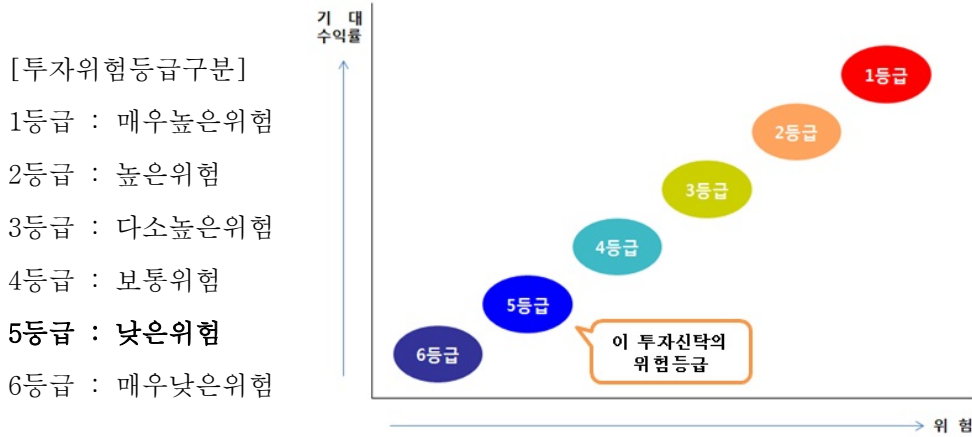 [투자위험등급구분]
1등급 : 매우높은위험
2등급 : 높은위험
3등급 : 다소높은위험
4등급 : 보통위험
5등급 : 낮은위험
6등급 : 매우낮은위험
기 대
수익률
1등급
2등급
3등급
4등급
5등급
6등급
이 투자신탁의
위험등급
위 험